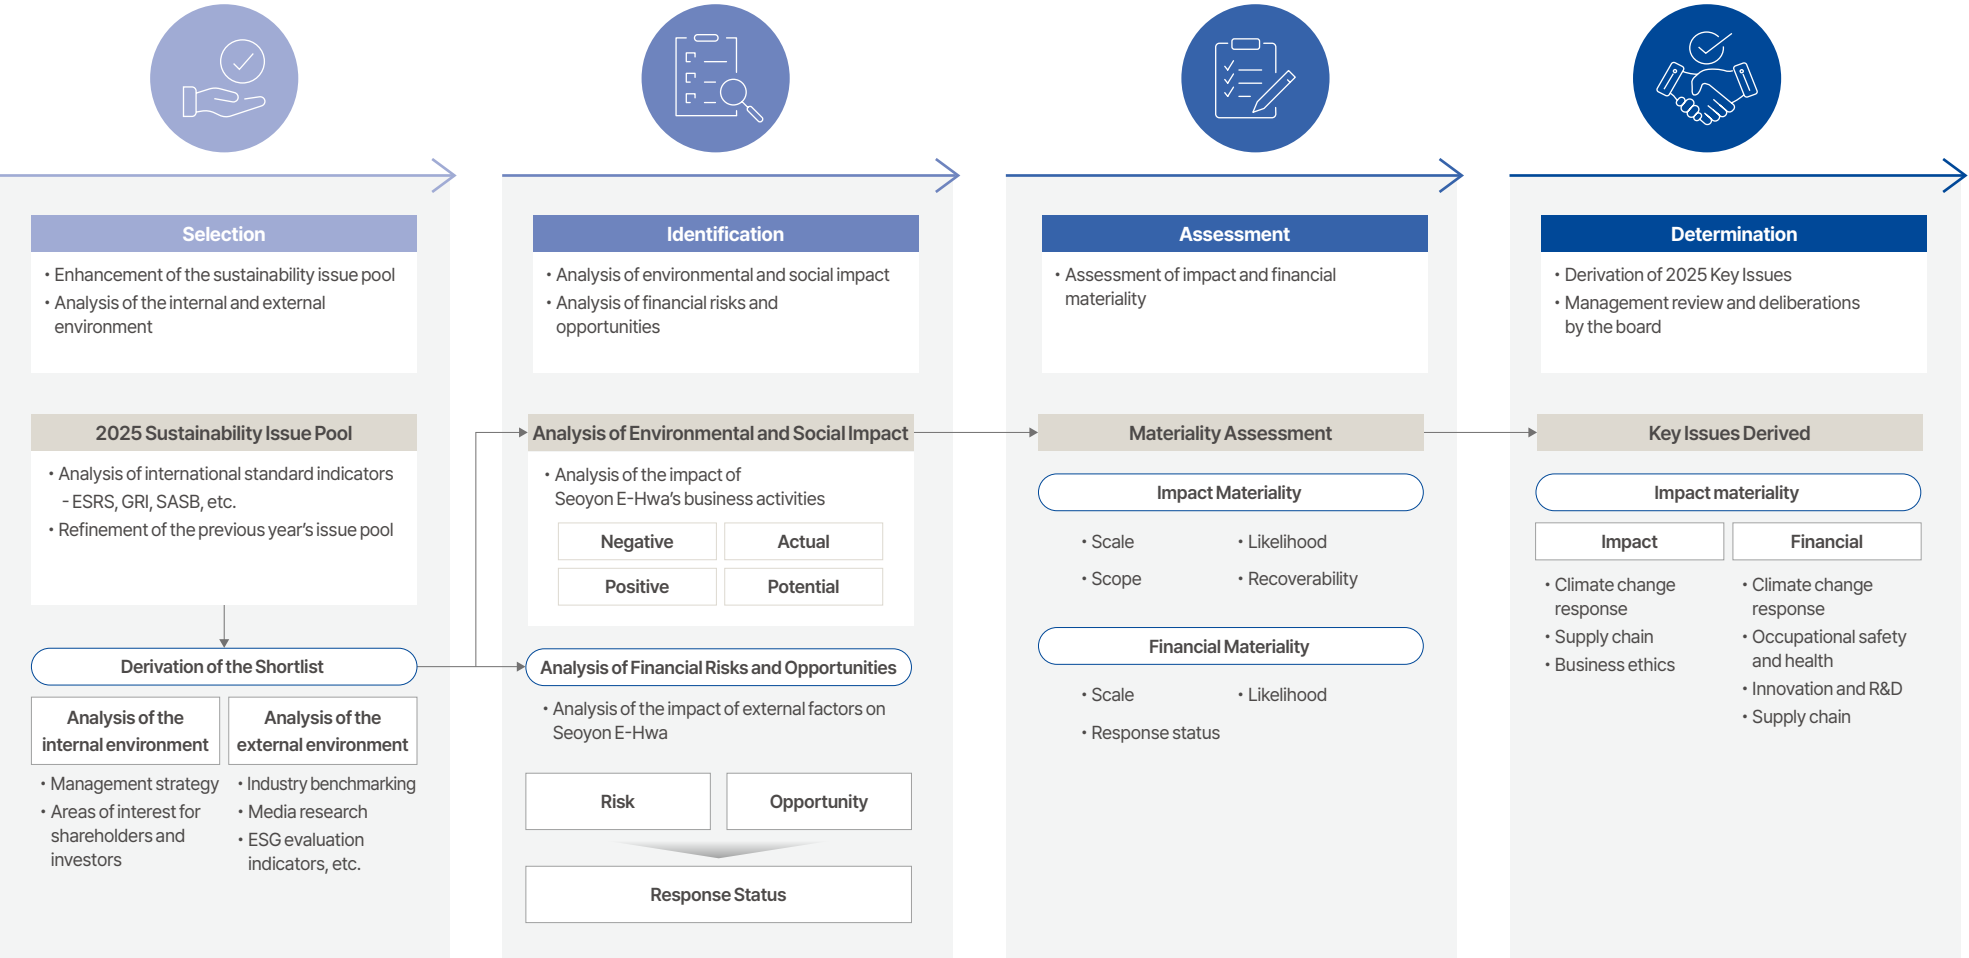 Selection
• Enhancement of the sustainability issue pool
• Analysis of the internal and external
environment
2025 Sustainability Issue Pool
• Analysis of international standard indicators
- ESRS, GRI, SASB, etc.
• Refinement of the previous year's issue pool
Derivation of the Shortlist
Analysis of the
internal environment
• Management strategy
• Areas of interest for
shareholders and
investors
Analysis of the
external environment
• Industry benchmarking
• Media research
• ESG evaluation
indicators, etc.
Identification
• Analysis of environmental and social impact
• Analysis of financial risks and
opportunities
Analysis of Environmental and Social Impact
• Analysis of the impact of
Seoyon E-Hwa's business activities
Negative
Actual
Positive
Potential
Analysis of Financial Risks and Opportunities
• Analysis of the impact of external factors on
Seoyon E-Hwa
Risk
Opportunity
Response Status
Assessment
• Assessment of impact and financial
materiality
Materiality Assessment
Impact Materiality
• Scale
• Likelihood
• Scope
• Recoverability
Financial Materiality
• Scale
• Likelihood
• Response status
Determination
• Derivation of 2025 Key Issues
• Management review and deliberations
by the board
Key Issues Derived
Impact materiality
Impact
• Climate change
response
• Supply chain
• Business ethics
Financial
• Climate change
response
• Occupational safety
and health
• Innovation and R&D
• Supply chain